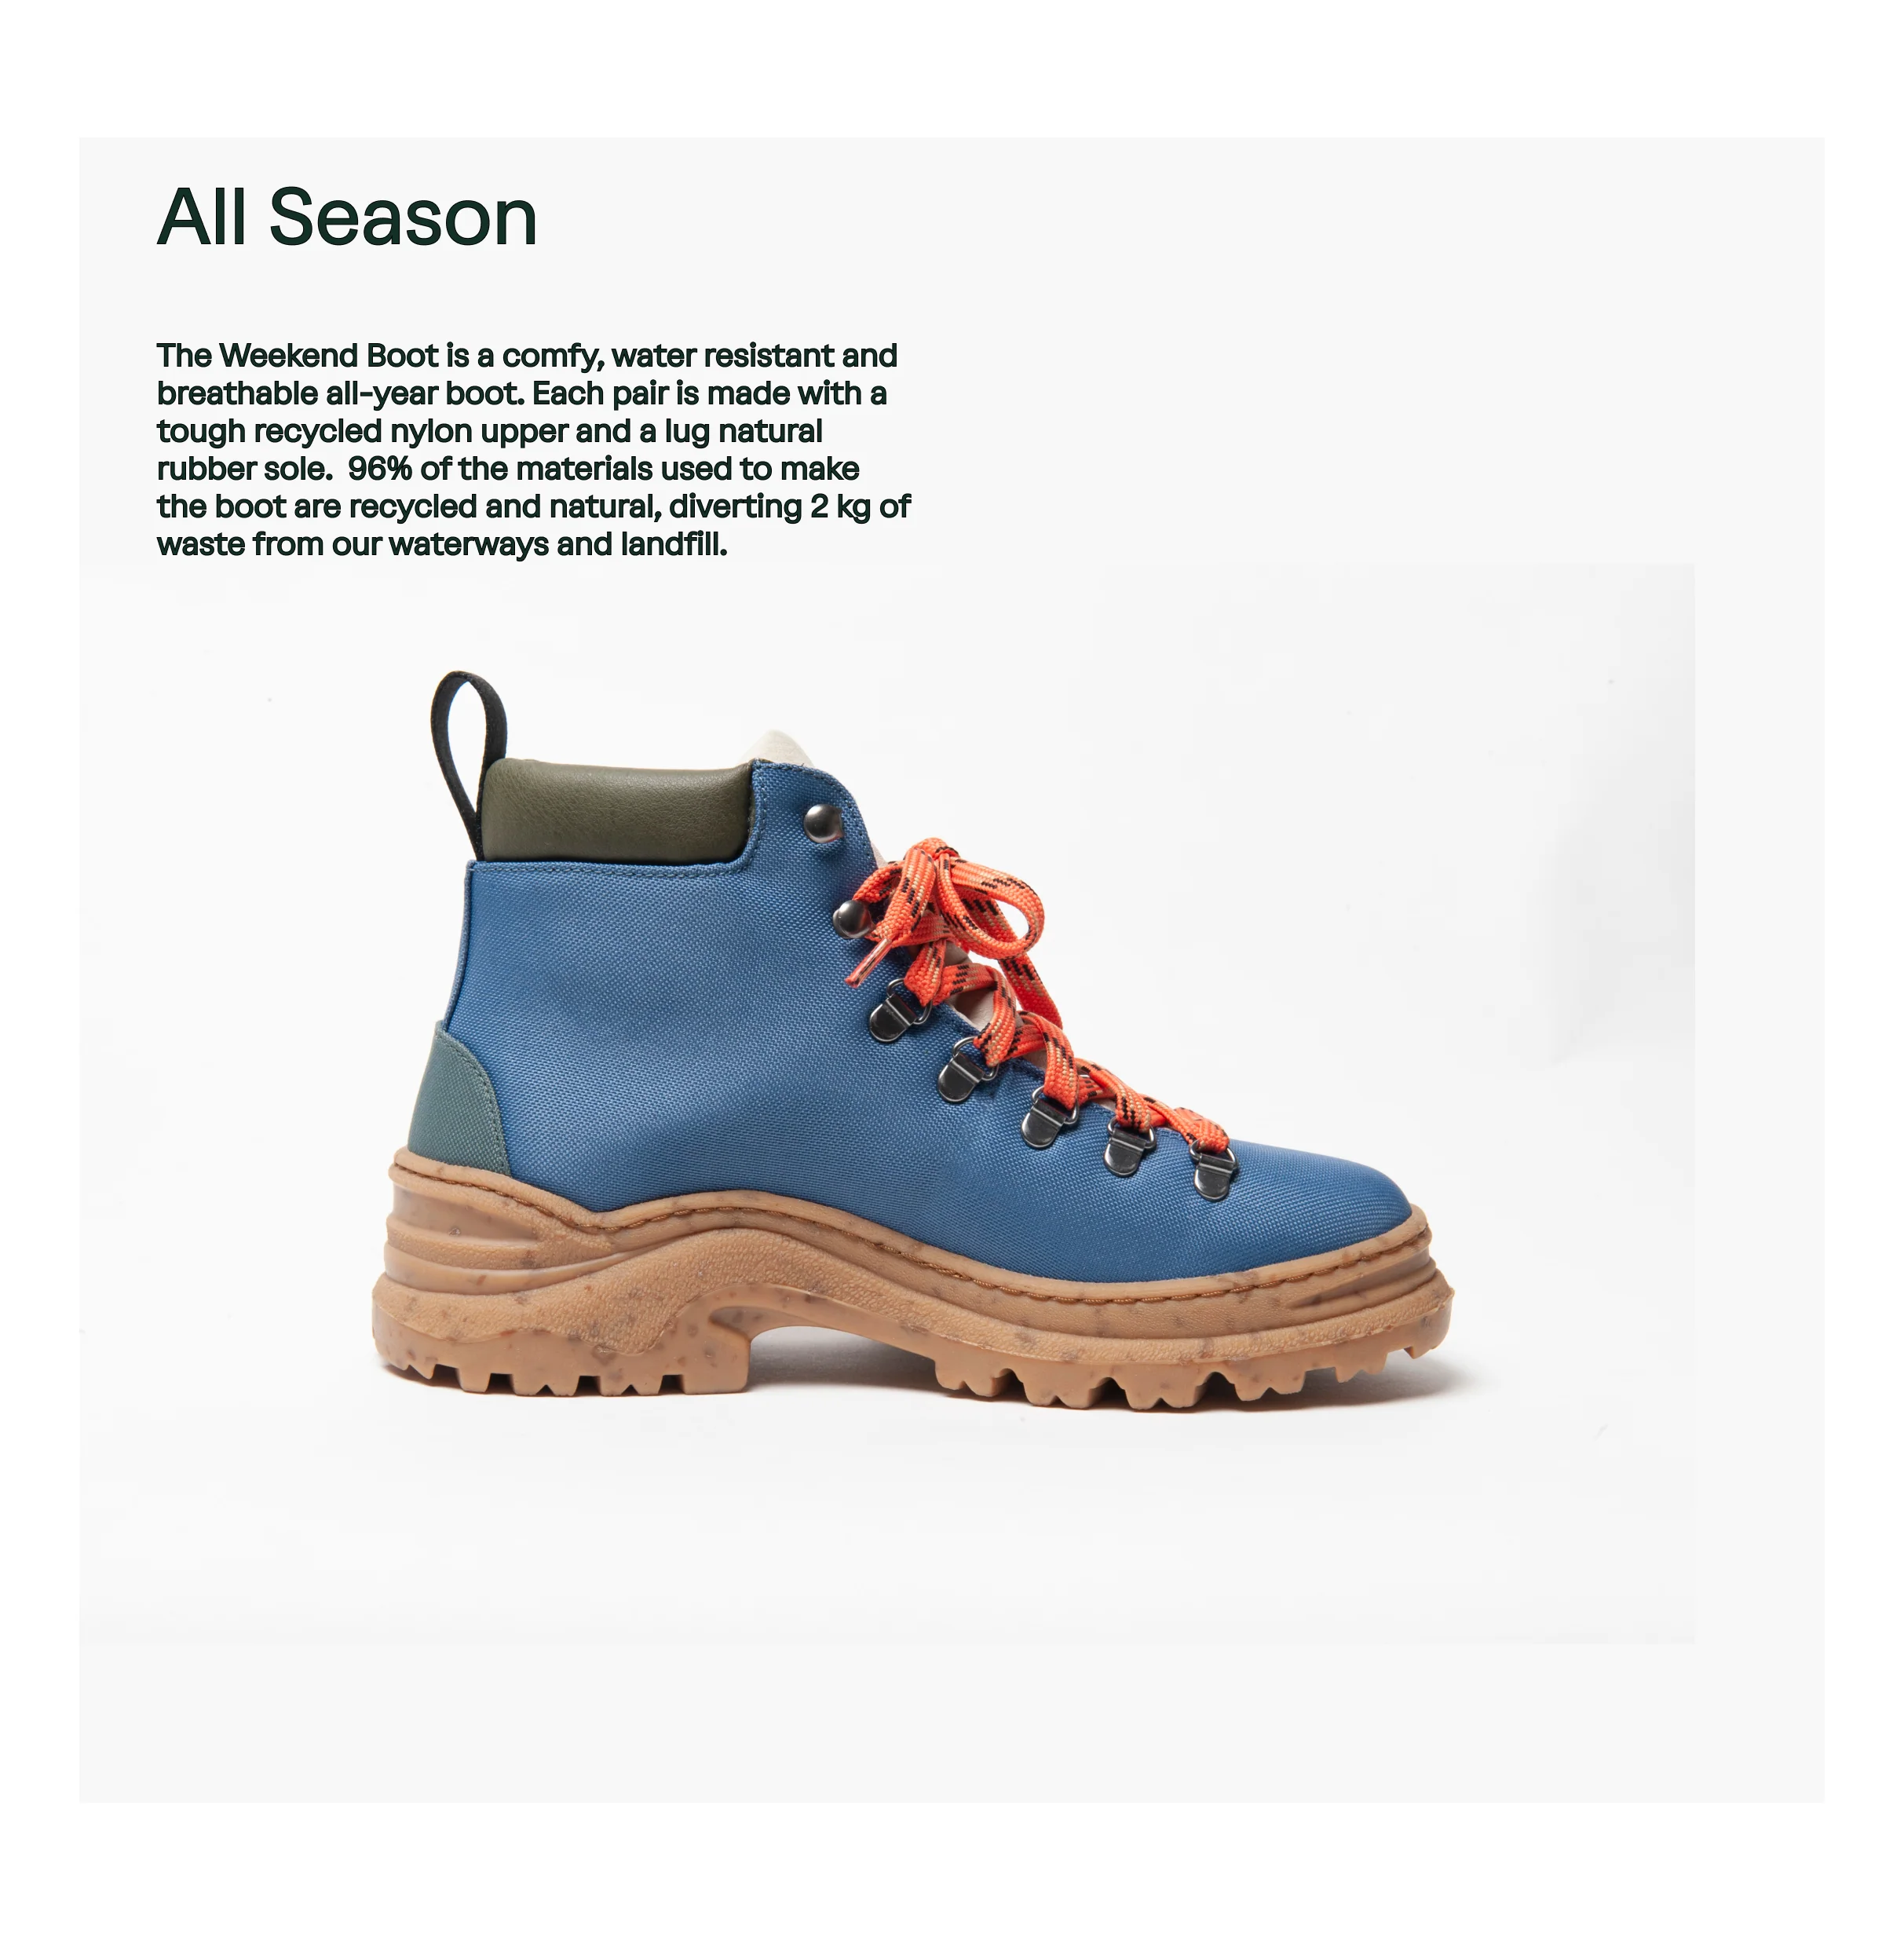 All Season
The Weekend Boot is a comfy, water resistant and
breathable all-year boot. Each pair is made with a
tough recycled nylon upper and a lug natural
rubber sole.  96% of the materials used to make
the boot are recycled and natural, diverting 2 kg of
waste from our waterways and landfill.